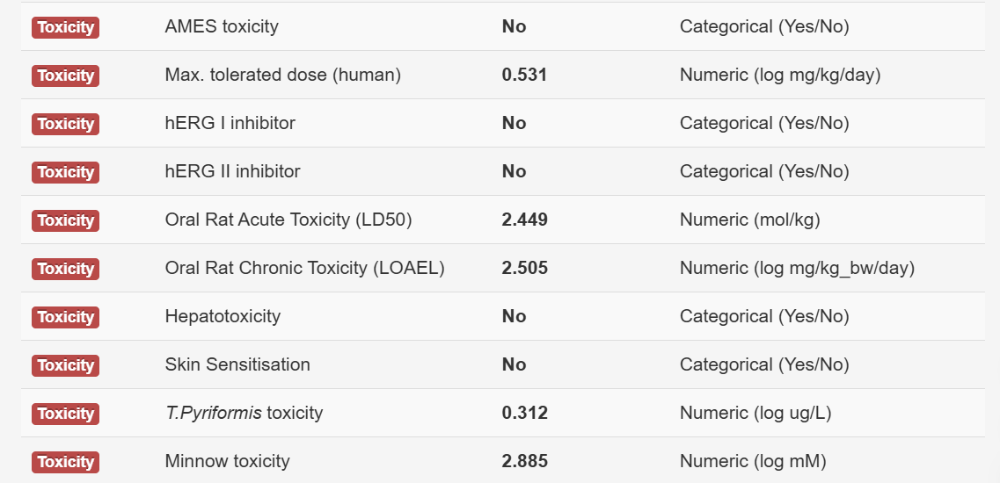 Toxicity AMES toxicity No Categorical (Yes/No)
Toxicity Max. tolerated dose (human) 0.531 Numeric (log mg/kg/day)
Toxicity hERG I inhibitor No Categorical (Yes/No)
Toxicity hERG II inhibitor No Categorical (Yes/No)
Toxicity Oral Rat Acute Toxicity (LD50) 2.449 Numeric (mol/kg)
Toxicity Oral Rat Chronic Toxicity (LOAEL) 2.505 Numeric (log mg/kg_bw/day)
Toxicity Hepatotoxicity No Categorical (Yes/No)
Toxicity Skin Sensitisation No Categorical (Yes/No)
Toxicity T.Pyriformis toxicity 0.312 Numeric (log ug/L)
Toxicity Minnow toxicity 2.885 Numeric (log mM)